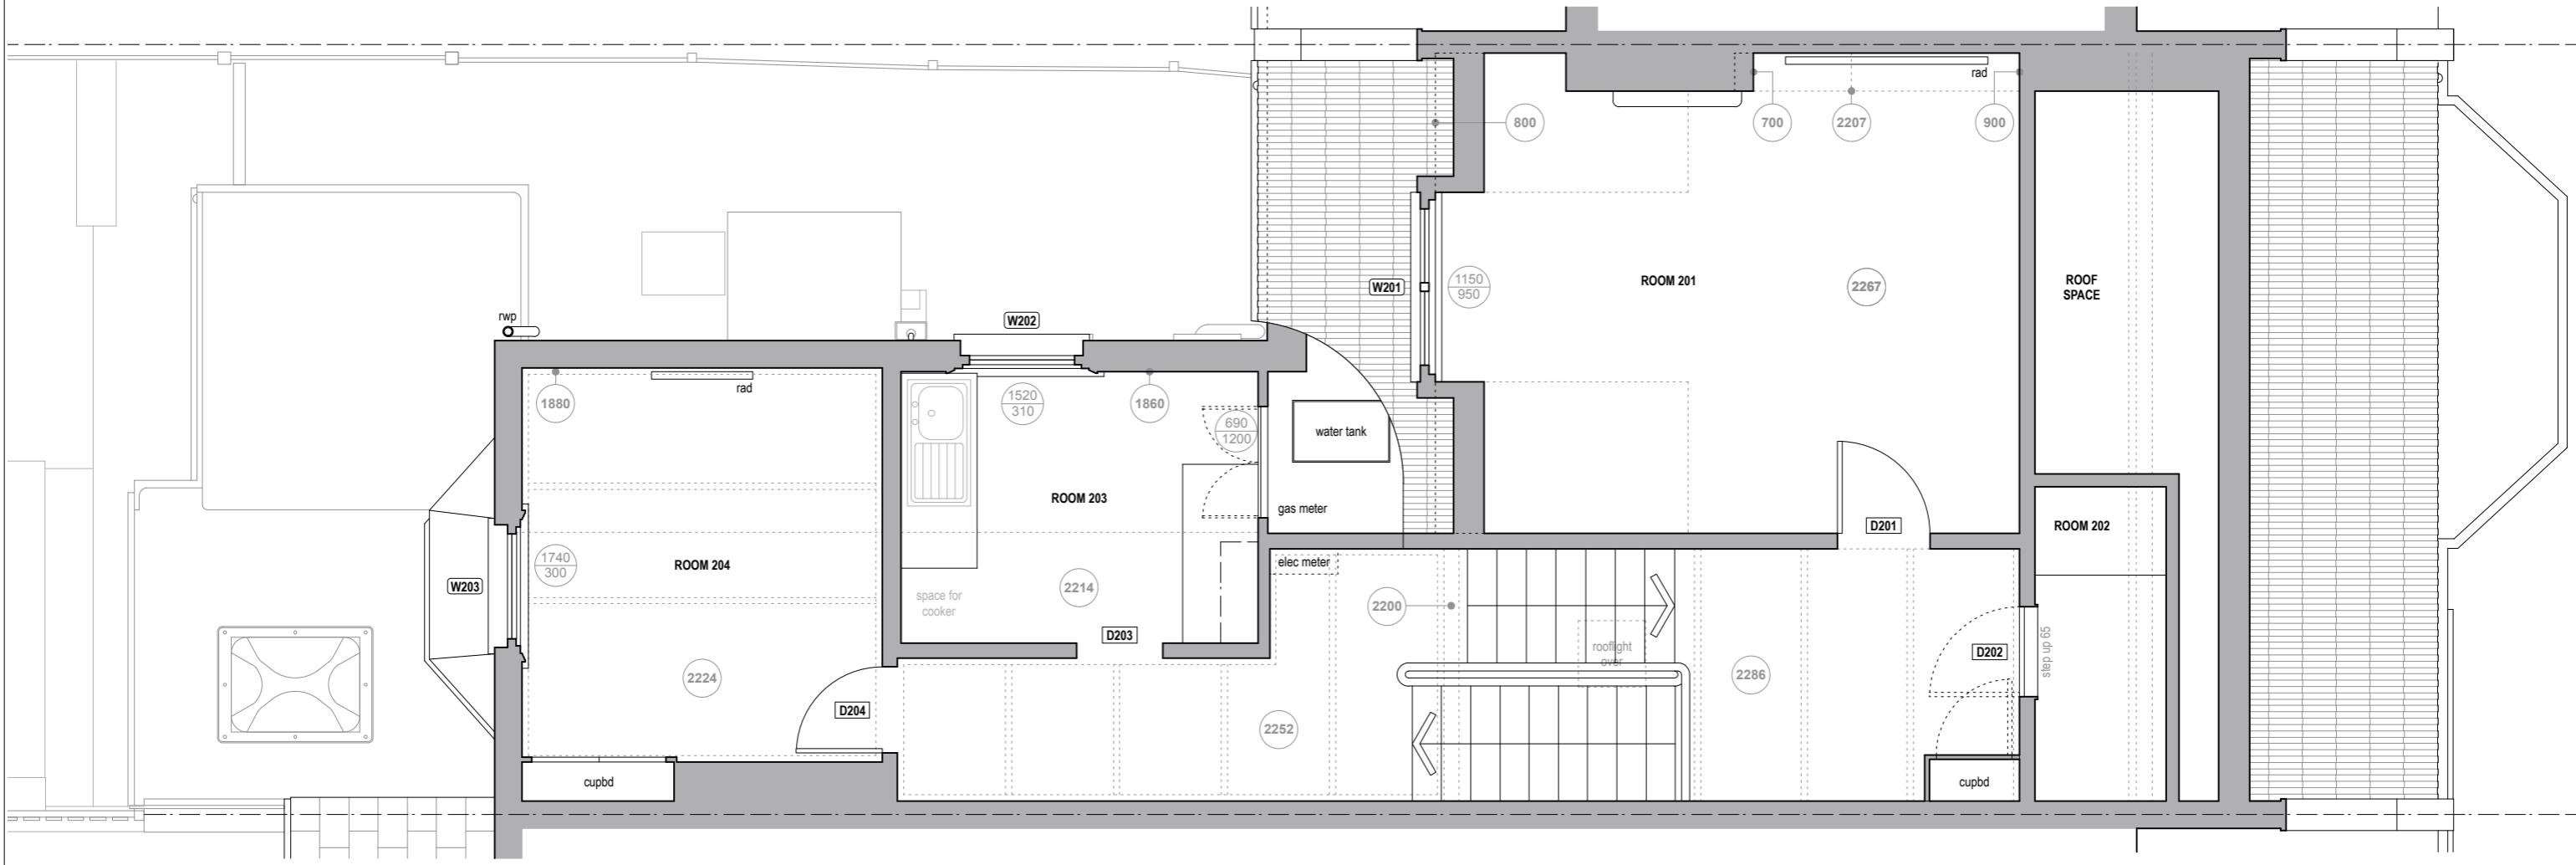 rad
800
700
2207
900
W201
1150
950
ROOM 201
2267
ROOF
SPACE
rwp
W202
1880
rad
1520
310
1860
690
1200
water tank
ROOM 203
gas meter
D201
ROOM 202
1740
300
ROOM 204
W203
elec meter
2214
space for
cooker
2200
D203
rooflight
over
step up 65
D202
2224
2286
D204
2252
cupbd
cupbd